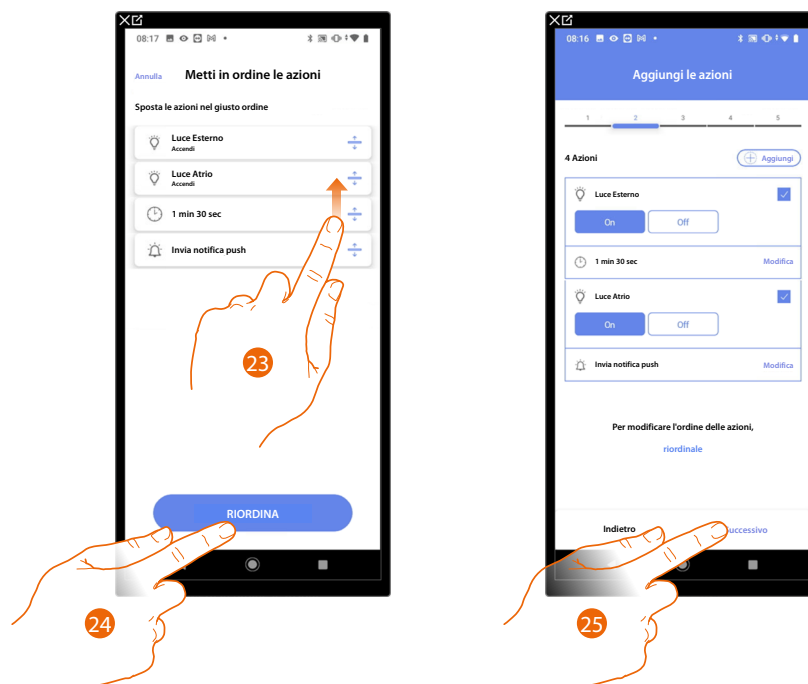 08:17
Annulla Metti in ordine le azioni
Sposta le azioni nel giusto ordine
Luce Esterno
Accendi
Luce Atrio
Accendi
1 min 30 sec
Invia notifica push
23
RIORDINA
24
08:16
Aggiungi le azioni
1 2 3 4 5
4 Azioni Aggiungi
Luce Esterno
On Off
1 min 30 sec Modifica
Luce Atrio
On Off
Invia notifica push Modifica
Per modificare l'ordine delle azioni,
riordinale
Indietro uccessivo
25